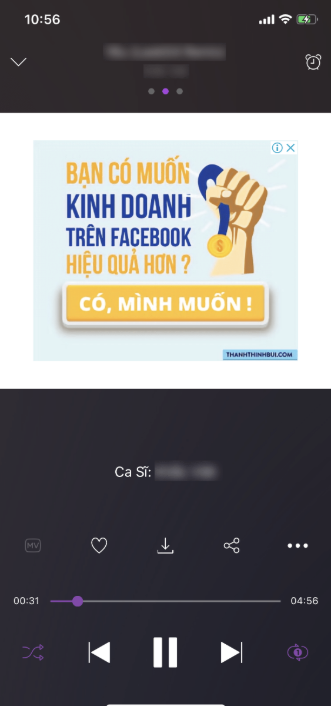 10:56
BẠN CÓ MUỐN
KINH DOANH
TRÊN FACEBOOK
HIỆU QUẢ HƠN ?
$
CÓ, MÌNH MUỐN !
THANHTHINHBUI.COM
Ca Sĩ:
MV
00:31
04:56
1